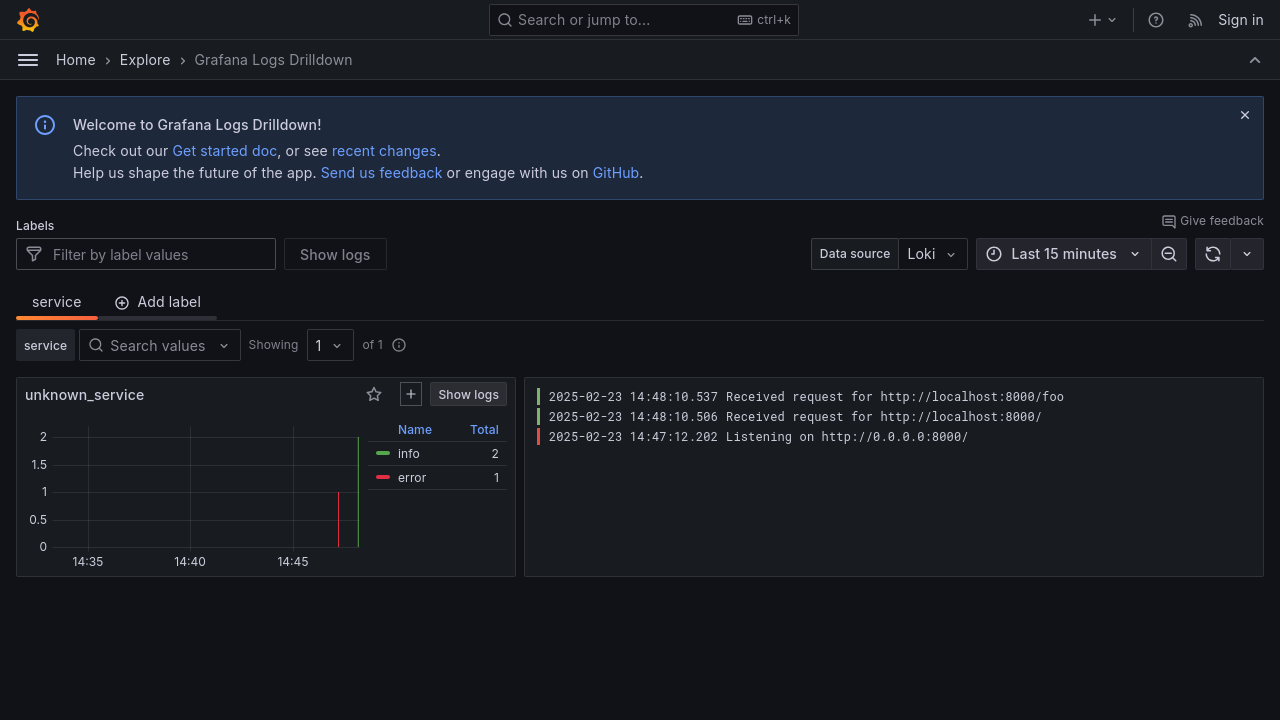 Search or jump to... ctrl+k Sign in
Home › Explore › Grafana Logs Drilldown
Welcome to Grafana Logs Drilldown!
Check out our Get started doc, or see recent changes.
Help us shape the future of the app. Send us feedback or engage with us on GitHub.
Give feedback
Labels
Filter by label values Show logs Data source Loki Last 15 minutes
service Add label
service Search values Showing 1 of 1
unknown_service Show logs
Name Total
info 2
error 1
2
1.5
1
0.5
0
14:35 14:40 14:45
2025-02-23 14:48:10.537 Received request for http://localhost:8000/foo
2025-02-23 14:48:10.506 Received request for http://localhost:8000/
2025-02-23 14:47:12.202 Listening on http://0.0.0.0:8000/